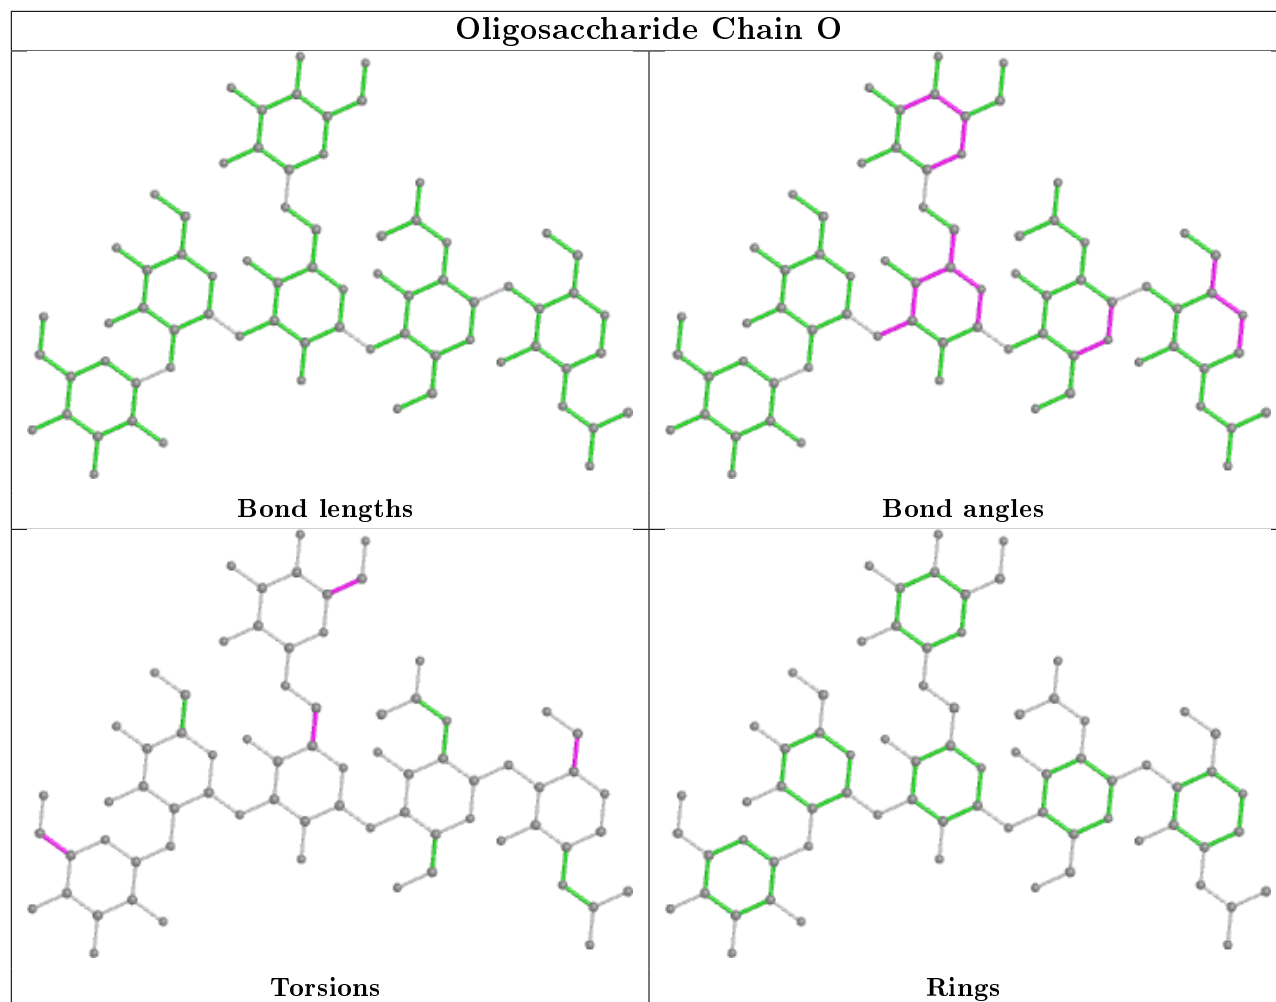 Oligosaccharide Chain O
Bond lengths
Bond angles
Torsions
Rings